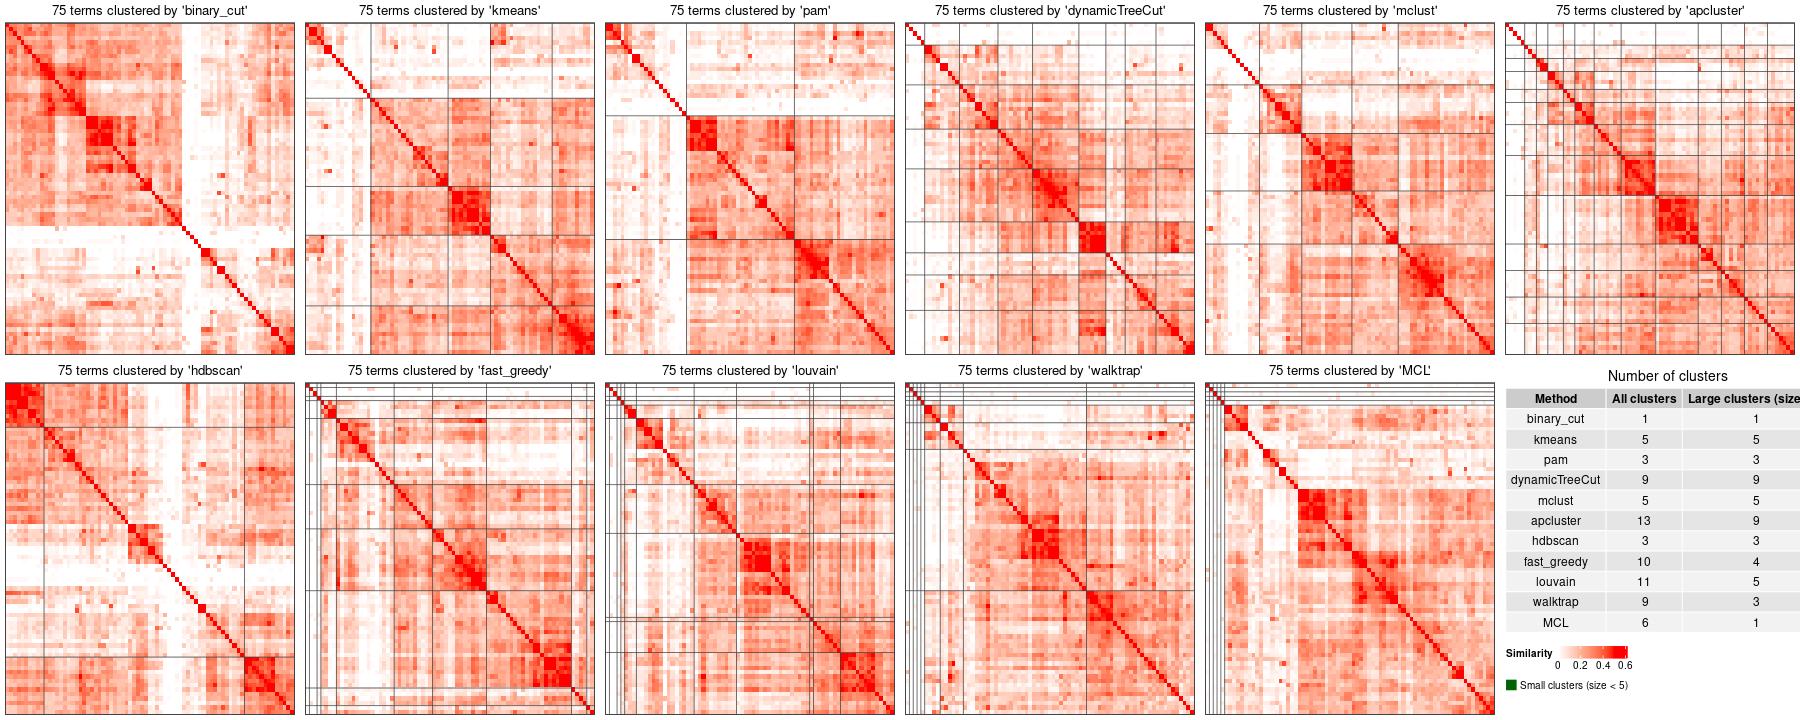 75 terms clustered by 'binary_cut'
75 terms clustered by 'kmeans'
75 terms clustered by 'pam'
75 terms clustered by 'dynamicTreeCut'
75 terms clustered by 'mclust'
75 terms clustered by 'apcluster'
75 terms clustered by 'hdbscan'
75 terms clustered by 'fast_greedy'
75 terms clustered by 'louvain'
75 terms clustered by 'walktrap'
75 terms clustered by 'MCL'
Number of clusters
Method All clusters Large clusters (size
binary_cut 1 1
kmeans 5 5
pam 3 3
dynamicTreeCut 9 9
mclust 5 5
apcluster 13 9
hdbscan 3 3
fast_greedy 10 4
louvain 11 5
walktrap 9 3
MCL 6 1
Similarity
0 0.2 0.4 0.6
Small clusters (size < 5)